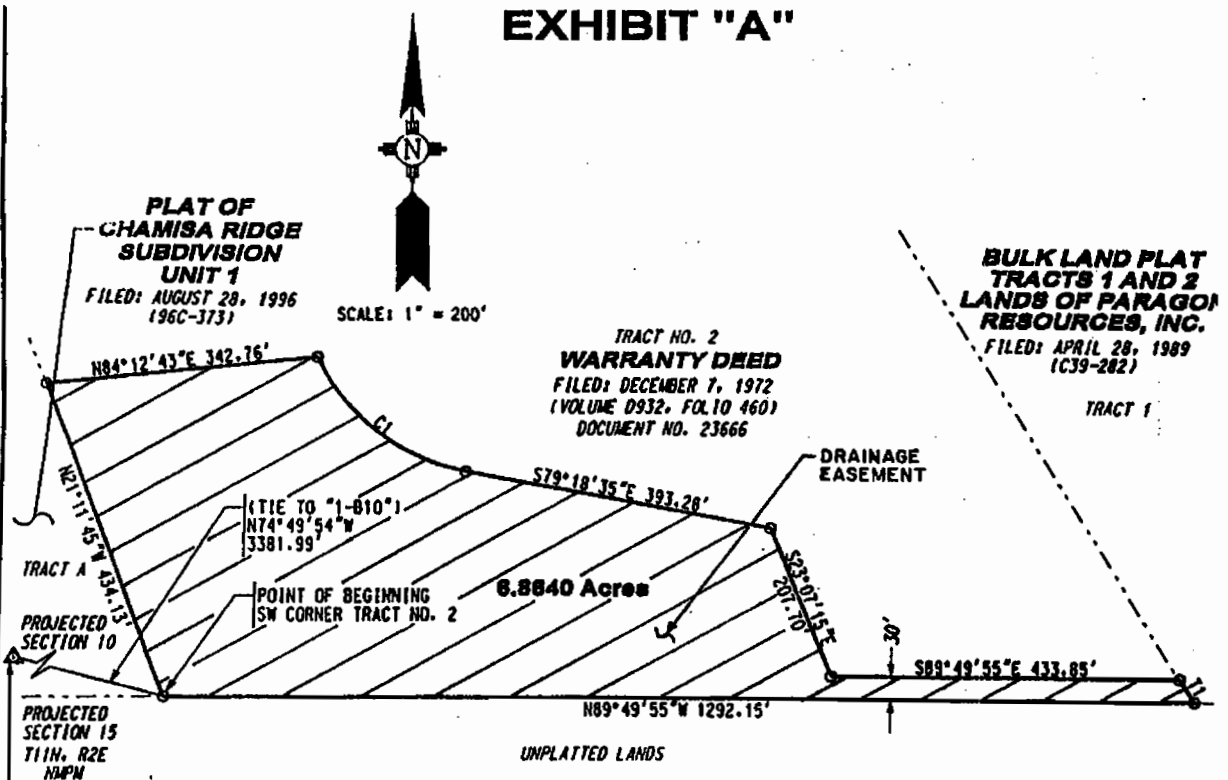 EXHIBIT "A"
N
SCALE: 1" = 200'
PLAT OF
CHAMISA RIDGE
SUBDIVISION
UNIT 1
FILED: AUGUST 28, 1996
(96C-373)
TRACT NO. 2
WARRANTY DEED
FILED: DECEMBER 7, 1972
(VOLUME D932, FOLIO 460)
DOCUMENT NO. 23666
BULK LAND PLAT
TRACTS 1 AND 2
LANDS OF PARAGON
RESOURCES, INC.
FILED: APRIL 28, 1989
(C39-282)
TRACT 1
N84°12'43"E 342.76'
C1
S79°18'35"E 393.28'
DRAINAGE
EASEMENT
N21°11'45"W 434.13'
(TIE TO "1-B10")
N74°49'54"W
3381.99'
TRACT A
POINT OF BEGINNING
SW CORNER TRACT NO. 2
6.8640 Acres
S23°07'15"E
207.70'
PROJECTED
SECTION 10
30'
S89°49'55"E 433.85'
T1
N89°49'55"W 1292.15'
PROJECTED
SECTION 15
T11N, R2E
NMPM
UNPLATTED LANDS